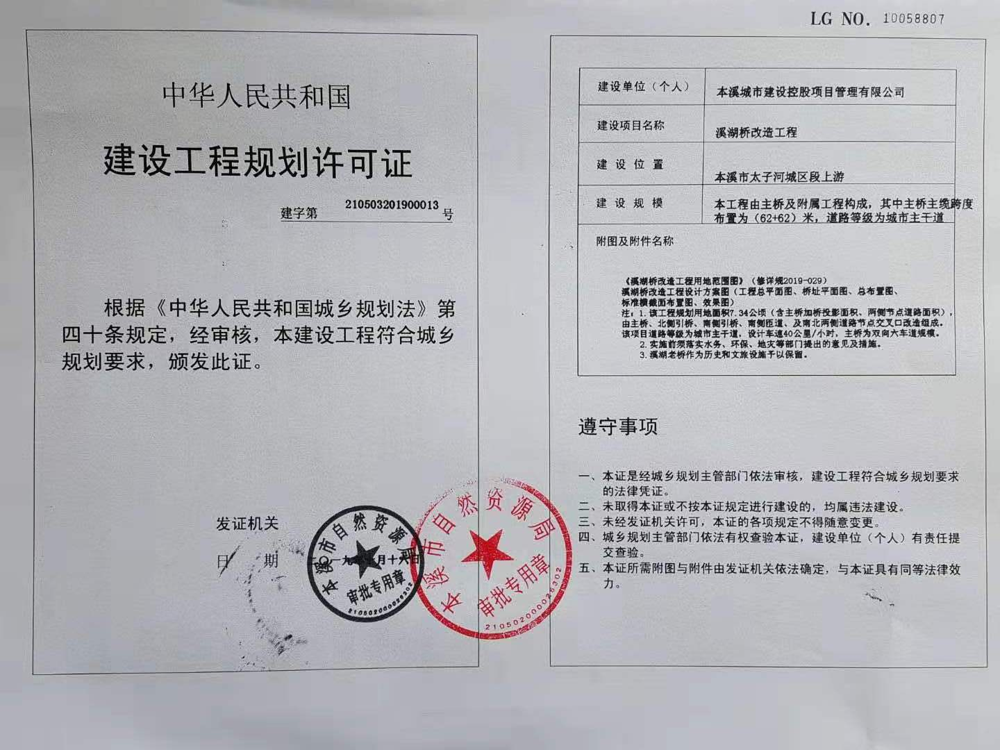 LG NO. 10058807
中华人民共和国
建设工程规划许可证
建字第 210503201900013 号
根据《中华人民共和国城乡规划法》第
四十条规定，经审核，本建设工程符合城乡
规划要求，颁发此证。
发证机关
日 期
月十六日
本溪市自然资源局
审批专用章
2105020000026302
本溪市自然资源局
审批专用章
2105020000026302
建设单位（个人） 本溪城市建设控股项目管理有限公司
建设项目名称 溪湖桥改造工程
建设位置 本溪市太子河城区段上游
建设规模 本工程由主桥及附属工程构成，其中主桥主缆跨度
布置为（62+62）米，道路等级为城市主干道
附图及附件名称
《溪湖桥改造工程用地范围图》（修详规2019-029）
溪湖桥改造工程设计方案图（工程总平面图、桥址平面图、总布置图、
标准横截面布置图、效果图）
注：1.该工程规划用地面积7.34公顷（含主桥加桥投影面积、两侧节点道路面积），
由主桥、北侧引桥、南侧引桥、南侧匝道、及南北两侧道路节点交叉口改造组成。
该项目道路等级为城市主干道，设计车速40公里/小时，主桥为双向六车道规模。
2.实施前须落实水务、环保、地灾等部门提出的意见及措施。
3.溪湖老桥作为历史和文旅设施予以保留。
遵守事项
一、本证是经城乡规划主管部门依法审核，建设工程符合城乡规划要求
的法律凭证。
二、未取得本证或不按本证规定进行建设的，均属违法建设。
三、未经发证机关许可，本证的各项规定不得随意变更。
四、城乡规划主管部门依法有权查验本证，建设单位（个人）有责任提
交查验。
五、本证所需附图与附件由发证机关依法确定，与本证具有同等法律效
力。